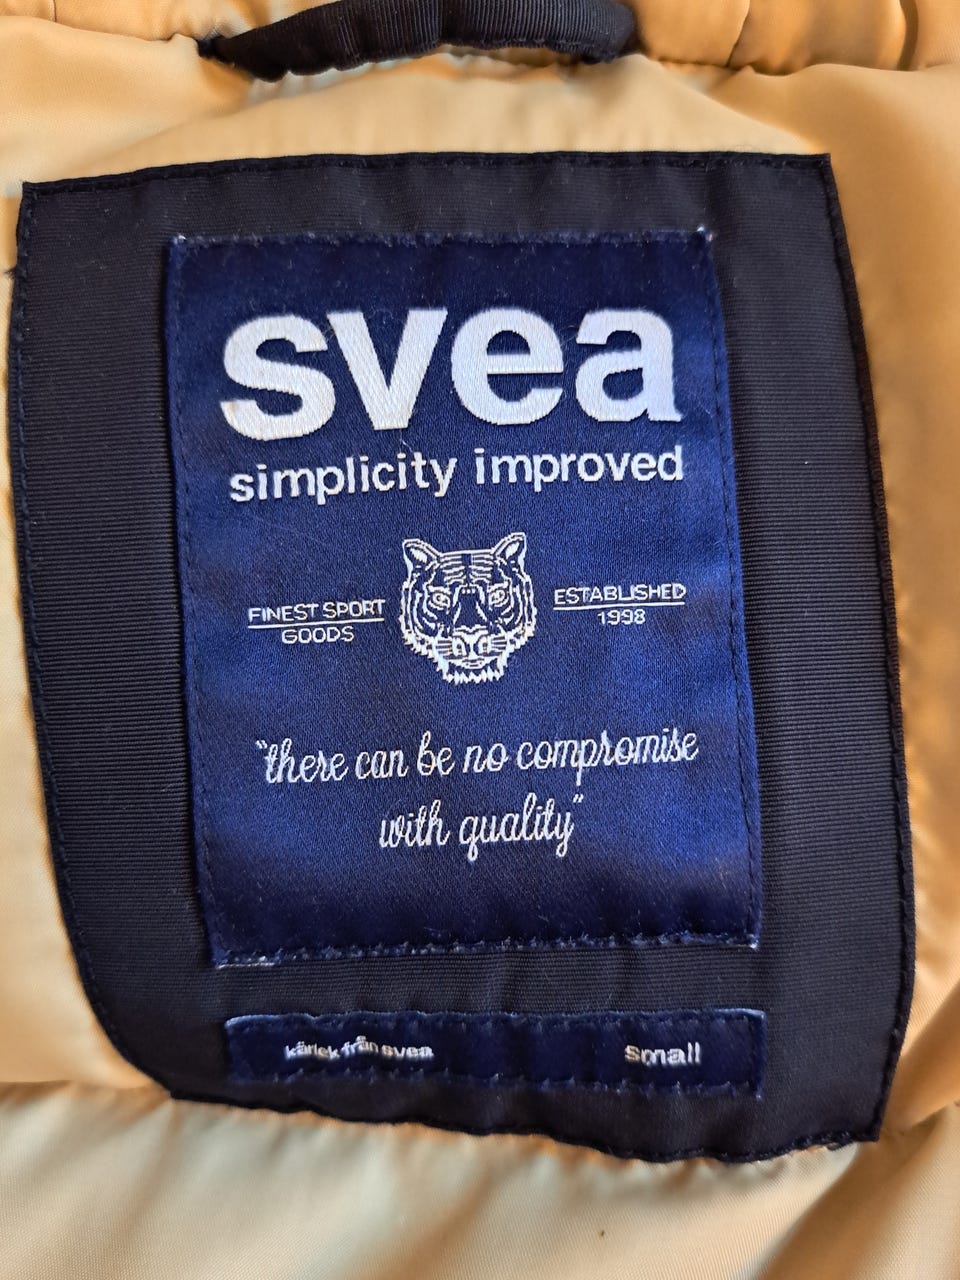 svea
simplicity improved
FINEST SPORT
GOODS
ESTABLISHED
1998
"there can be no compromise
with quality"
kärlek från svea
small